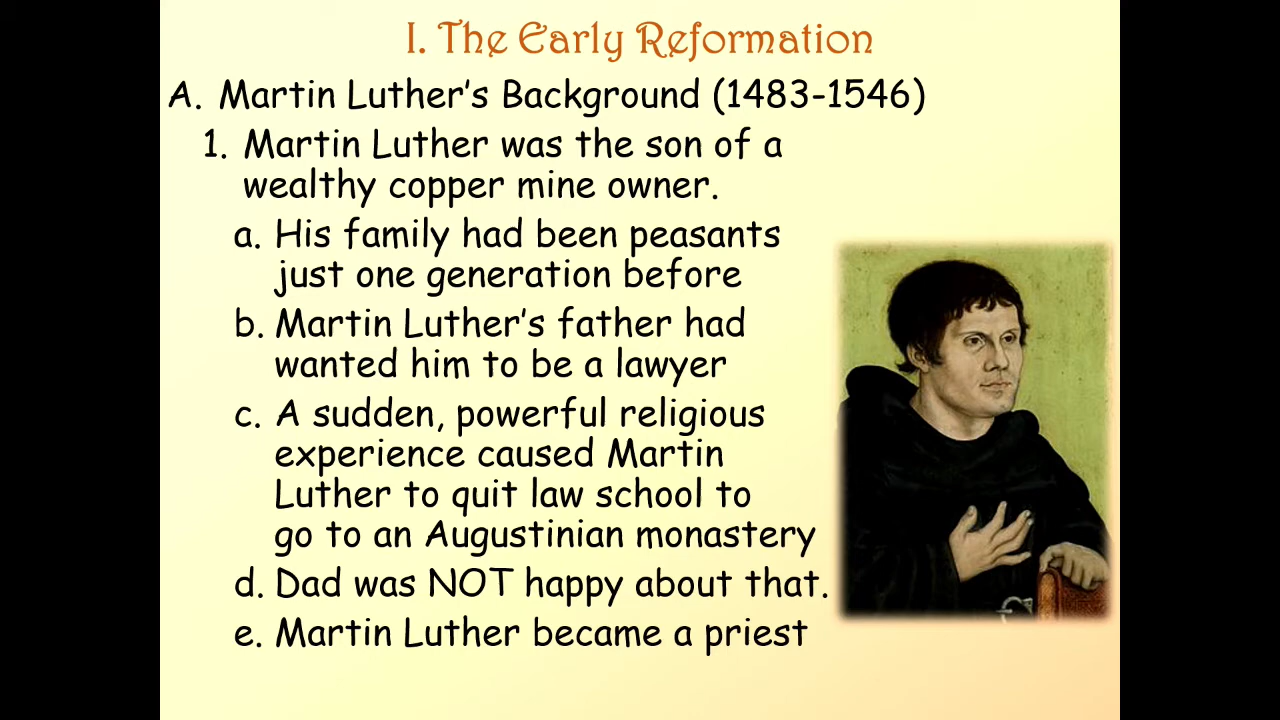 I. The Early Reformation
A. Martin Luther’s Background (1483-1546)
1. Martin Luther was the son of a
wealthy copper mine owner.
a. His family had been peasants
just one generation before
b. Martin Luther’s father had
wanted him to be a lawyer
c. A sudden, powerful religious
experience caused Martin
Luther to quit law school to
go to an Augustinian monastery
d. Dad was NOT happy about that.
e. Martin Luther became a priest